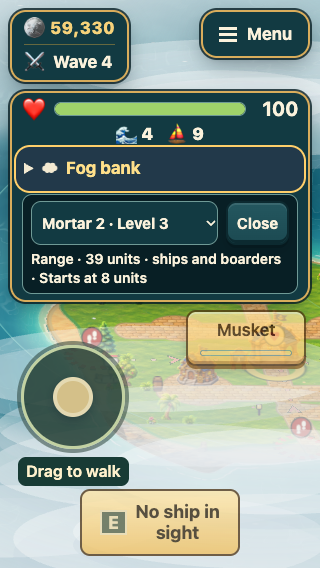 59,330
Wave 4
Menu
100
4 9
Fog bank
Mortar 2 · Level 3
Close
Range · 39 units · ships and boarders
· Starts at 8 units
Musket
Drag to walk
E
No ship in
sight